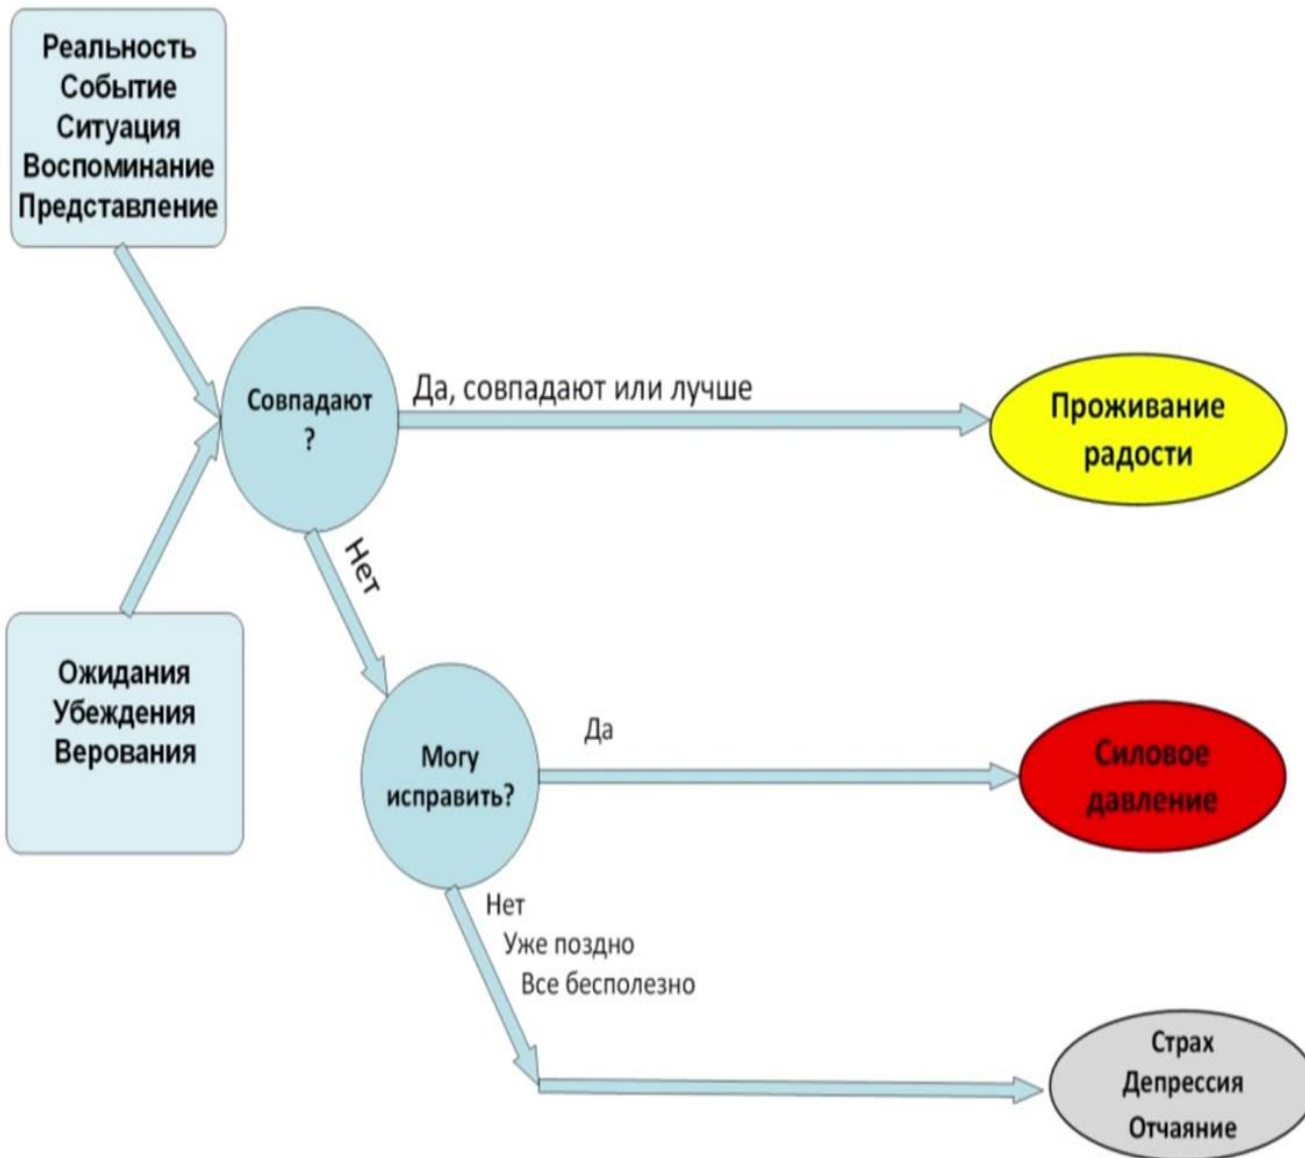 Реальность
Событие
Ситуация
Воспоминание
Представление
Совпадают
?
Да, совпадают или лучше
Проживание
радости
Нет
Ожидания
Убеждения
Верования
Могу
исправить?
Да
Силовое
давление
Нет
Уже поздно
Все бесполезно
Страх
Депрессия
Отчаяние